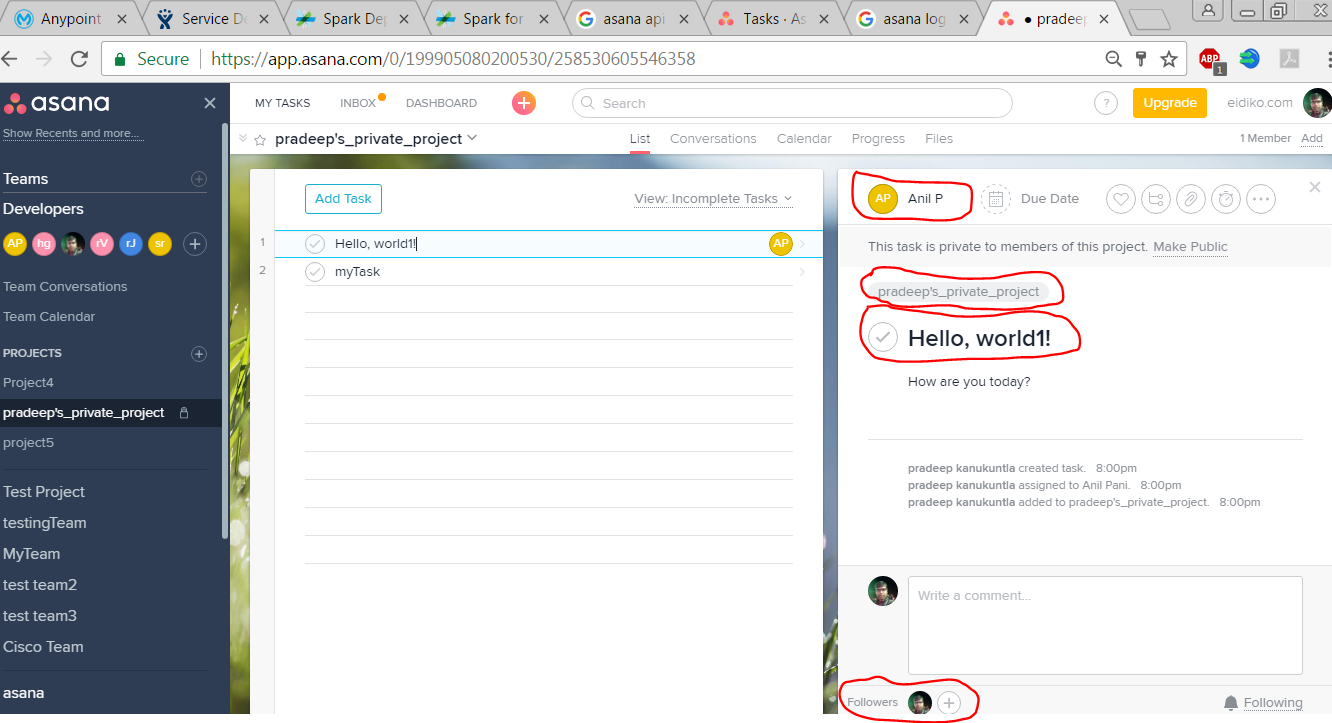 Anypoint
Service De
Spark Dep
Spark for
asana api
Tasks · As
asana log
• pradeep
Secure
https://app.asana.com/0/199905080200530/258530605546358
ABP
1
asana
Show Recents and more...
Teams
Developers
AP hg rV rJ sr
Team Conversations
Team Calendar
PROJECTS
Project4
pradeep's_private_project
project5
Test Project
testingTeam
MyTeam
test team2
test team3
Cisco Team
asana
MY TASKS INBOX DASHBOARD
Search
?
Upgrade
eidiko.com
pradeep's_private_project
List Conversations Calendar Progress Files
1 Member Add
Add Task
View: Incomplete Tasks
1 Hello, world1! AP
2 myTask
AP Anil P
Due Date
This task is private to members of this project. Make Public
pradeep's_private_project
Hello, world1!
How are you today?
pradeep kanukuntla created task. 8:00pm
pradeep kanukuntla assigned to Anil Pani. 8:00pm
pradeep kanukuntla added to pradeep's_private_project. 8:00pm
Write a comment...
Followers
Following